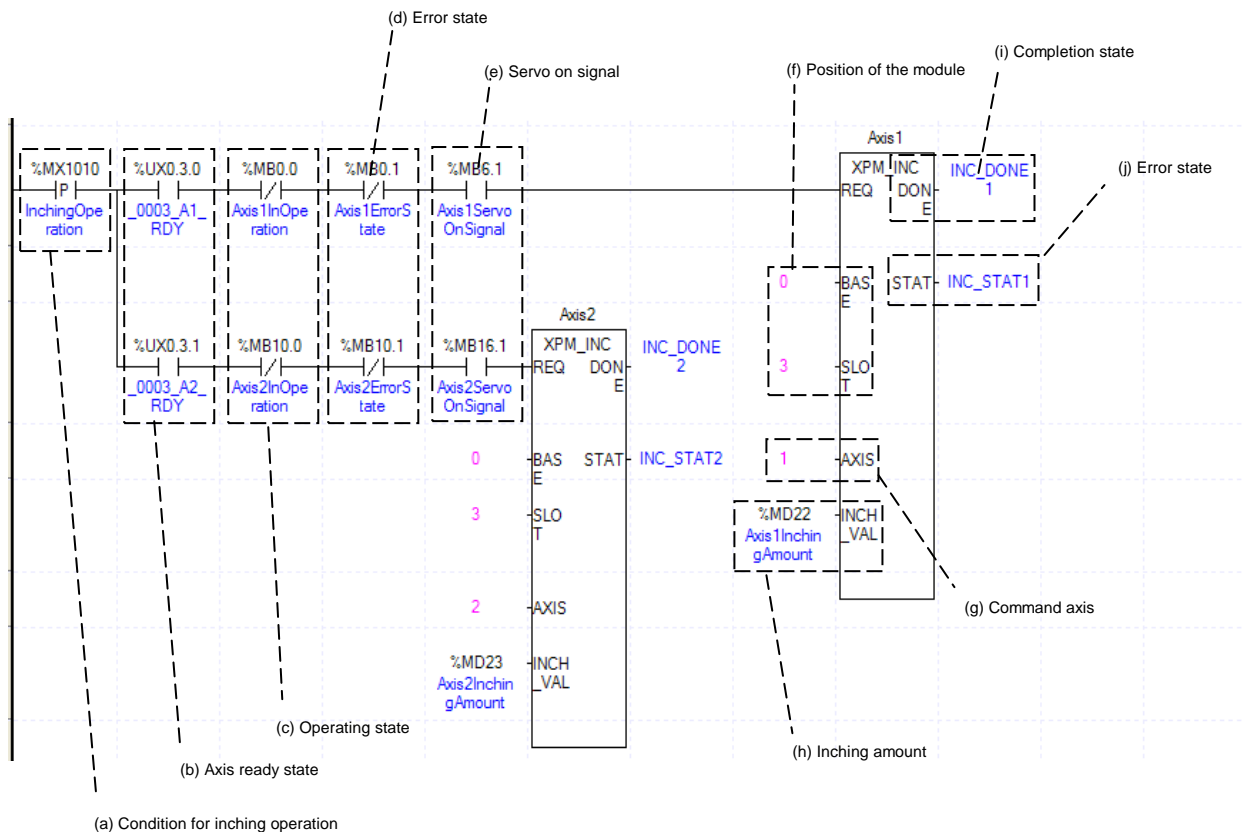 (d) Error state
(e) Servo on signal
(f) Position of the module
(i) Completion state
(j) Error state
Axis1
%MX1010
%UX0.3.0
%MB0.0
%MB0.1
%MB6.1
XPM_INC
INC_DONE
1
P
/
/
REQ
DON
E
InchingOpe
ration
_0003_A1_
RDY
Axis1InOpe
ration
Axis1ErrorS
tate
Axis1Servo
OnSignal
0
BAS
E
STAT
INC_STAT1
Axis2
%UX0.3.1
%MB10.0
%MB10.1
%MB16.1
XPM_INC
INC_DONE
2
/
/
REQ
DON
E
3
SLO
T
_0003_A2_
RDY
Axis2InOpe
ration
Axis2ErrorS
tate
Axis2Servo
OnSignal
0
BAS
E
STAT
INC_STAT2
1
AXIS
3
SLO
T
%MD22
Axis1Inchin
gAmount
INCH
_VAL
2
AXIS
(g) Command axis
%MD23
Axis2Inchin
gAmount
INCH
_VAL
(c) Operating state
(h) Inching amount
(b) Axis ready state
(a) Condition for inching operation